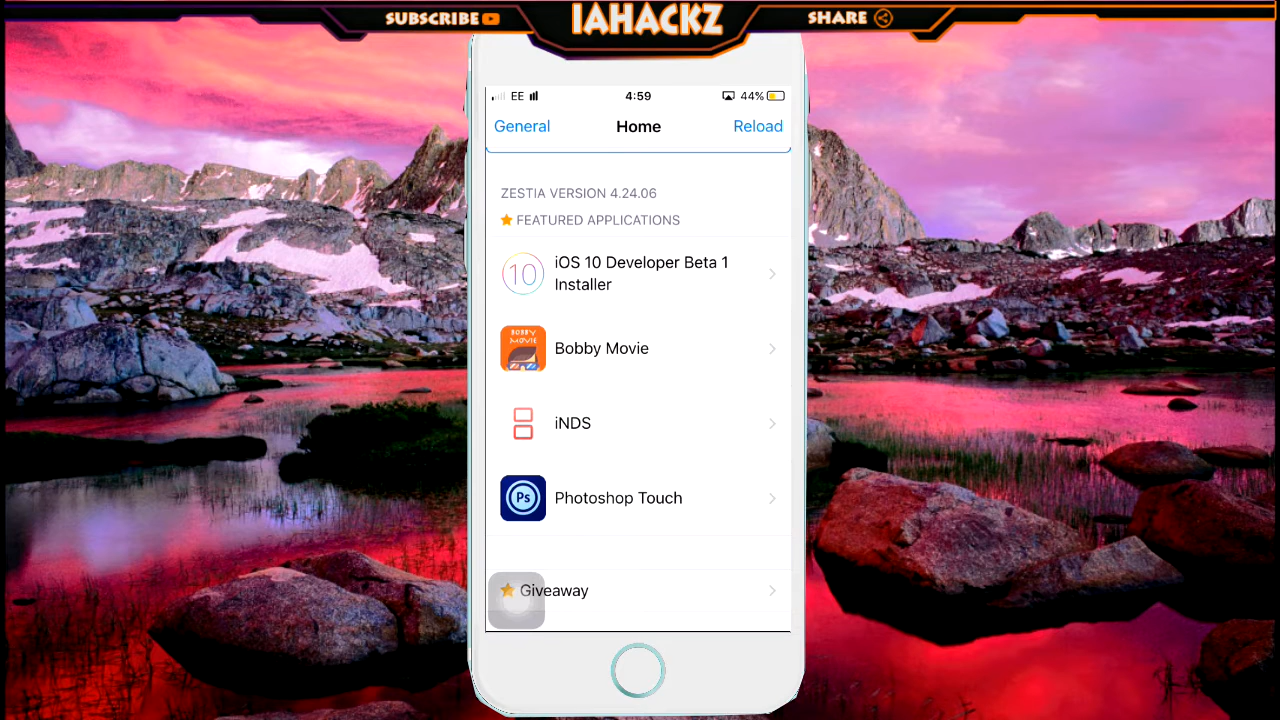 SUBSCRIBE
IAHACKZ
SHARE
EE
4:59
44%
General
Home
Reload
ZESTIA VERSION 4.24.06
FEATURED APPLICATIONS
10
iOS 10 Developer Beta 1
Installer
BOBBY
MOVIE
Bobby Movie
iNDS
Ps
Photoshop Touch
Giveaway